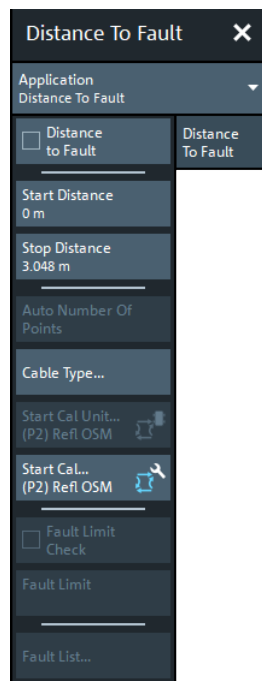 Distance To Fault
Application
Distance To Fault
Distance
to Fault
Distance
To Fault
Start Distance
0 m
Stop Distance
3.048 m
Auto Number Of
Points
Cable Type...
Start Cal Unit...
(P2) Refl OSM
Start Cal...
(P2) Refl OSM
Fault Limit
Check
Fault Limit
Fault List...